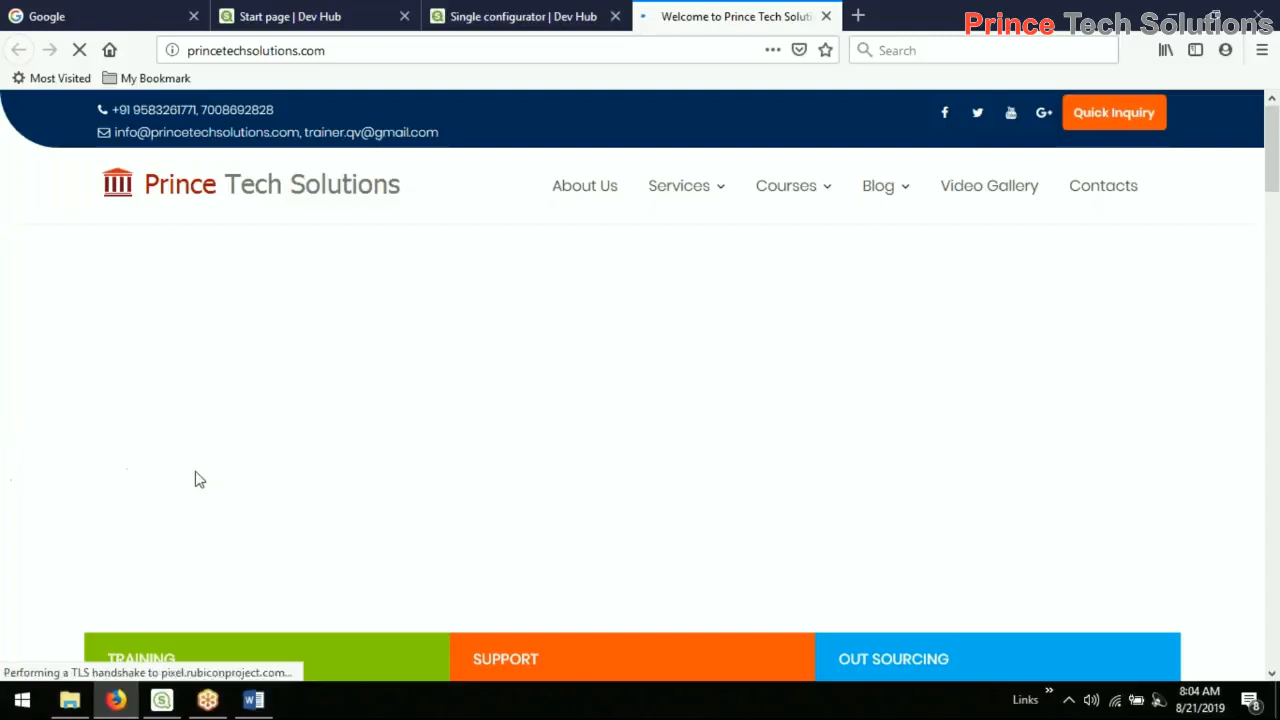 Google
Start page | Dev Hub
Single configurator | Dev Hub
Welcome to Prince Tech Soluti
Prince Tech Solutions
princetechsolutions.com
Search
Most Visited
My Bookmark
+91 9583261771, 7008692828
info@princetechsolutions.com, trainer.qv@gmail.com
Quick Inquiry
Prince Tech Solutions
About Us
Services
Courses
Blog
Video Gallery
Contacts
TRAINING
SUPPORT
OUT SOURCING
Performing a TLS handshake to pixel.rubiconproject.com...
Links
8:04 AM
8/21/2019
8